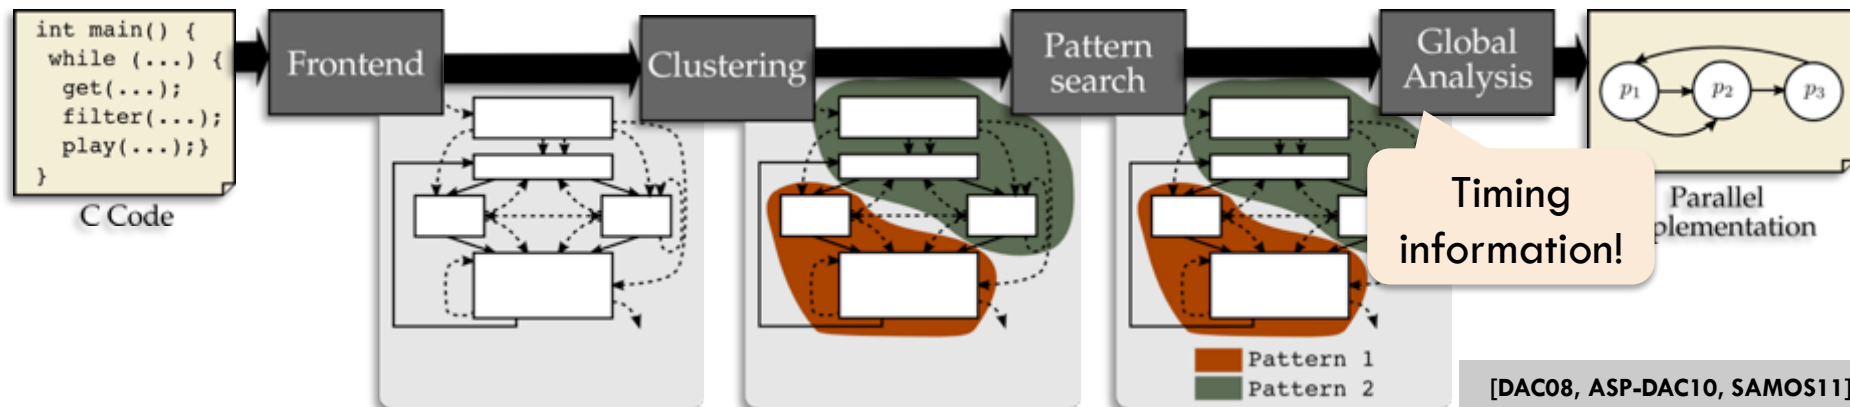 int main() {
while (...) {
get(...);
filter(...);
play(...);}
}
C Code
Frontend
Clustering
Pattern
search
Global
Analysis
p1
p2
p3
Parallel
plementation
Timing
information!
Pattern 1
Pattern 2
[DAC08, ASP-DAC10, SAMOS11]